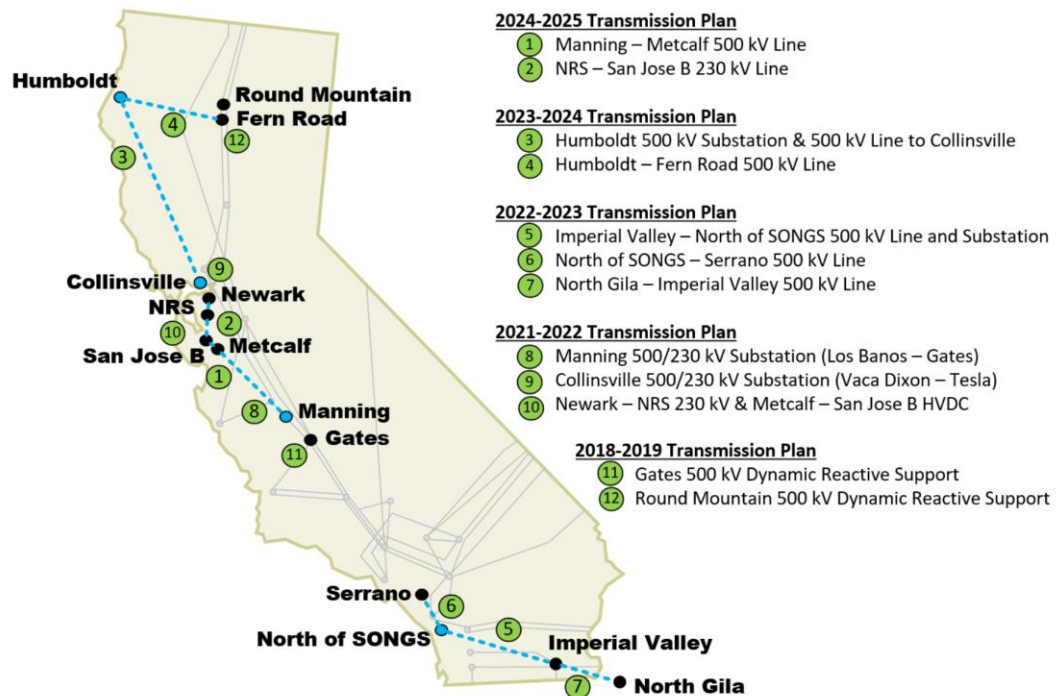 Humboldt
Round Mountain
Fern Road
4
12
3
9
Collinsville
Newark
NRS
2
10
Metcalf
San Jose B
1
8
Manning
Gates
11
Serrano
6
North of SONGS
5
Imperial Valley
7
North Gila
2024-2025 Transmission Plan
1 Manning – Metcalf 500 kV Line
2 NRS – San Jose B 230 kV Line
2023-2024 Transmission Plan
3 Humboldt 500 kV Substation & 500 kV Line to Collinsville
4 Humboldt – Fern Road 500 kV Line
2022-2023 Transmission Plan
5 Imperial Valley – North of SONGS 500 kV Line and Substation
6 North of SONGS – Serrano 500 kV Line
7 North Gila – Imperial Valley 500 kV Line
2021-2022 Transmission Plan
8 Manning 500/230 kV Substation (Los Banos – Gates)
9 Collinsville 500/230 kV Substation (Vaca Dixon – Tesla)
10 Newark – NRS 230 kV & Metcalf – San Jose B HVDC
2018-2019 Transmission Plan
11 Gates 500 kV Dynamic Reactive Support
12 Round Mountain 500 kV Dynamic Reactive Support